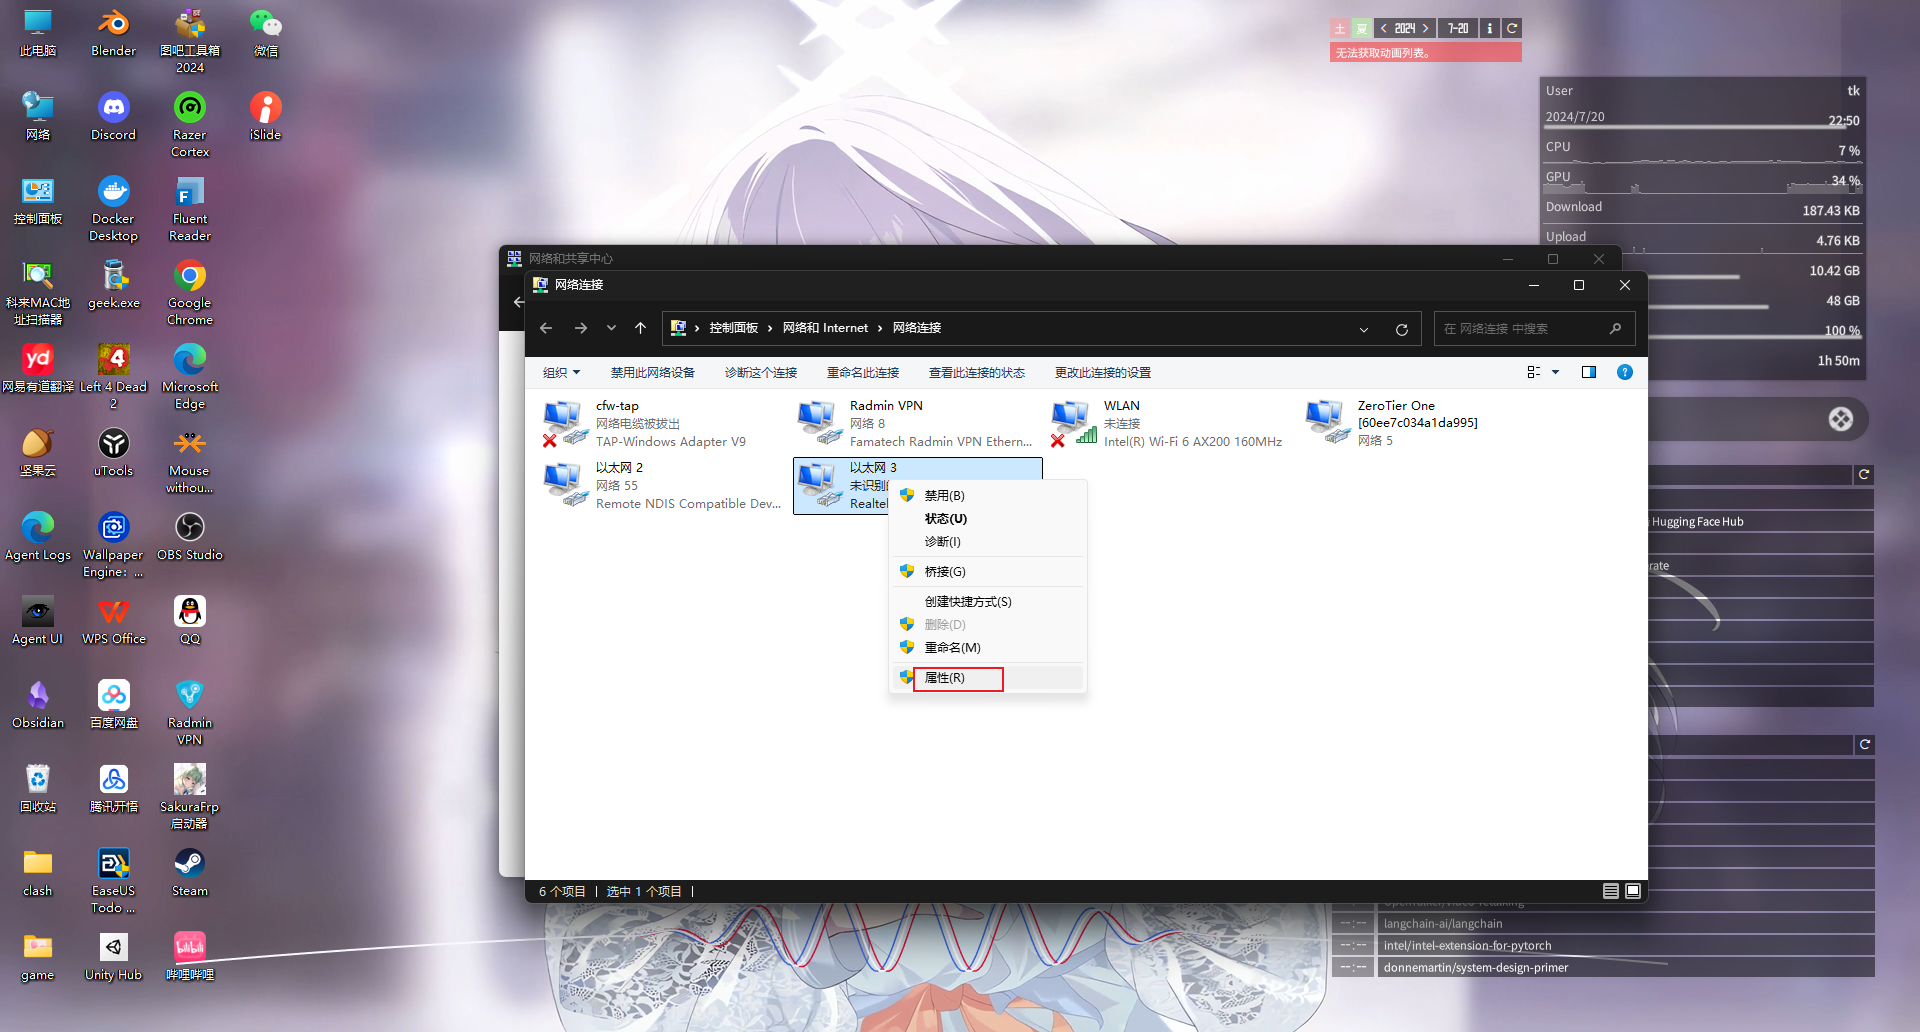 此电脑
Blender
图吧工具箱
2024
微信
网络
Discord
Razer
Cortex
iSlide
控制面板
Docker
Desktop
Fluent
Reader
科来MAC地
址扫描器
geek.exe
Google
Chrome
网易有道翻译
Left 4 Dead
2
Microsoft
Edge
坚果云
uTools
Mouse
withou...
Agent Logs
Wallpaper
Engine：...
OBS Studio
Agent UI
WPS Office
QQ
Obsidian
百度网盘
Radmin
VPN
回收站
腾讯开悟
SakuraFrp
启动器
clash
EaseUS
Todo ...
Steam
game
Unity Hub
哔哩哔哩
土 夏 < 2024 > 7-20 i
无法获取动画列表。
User tk
2024/7/20 22:50
CPU 7 %
GPU 34 %
Download 187.43 KB
Upload 4.76 KB
10.42 GB
48 GB
100 %
1h 50m
网络和共享中心
网络连接
控制面板 > 网络和 Internet > 网络连接
在 网络连接 中搜索
组织 禁用此网络设备 诊断这个连接 重命名此连接 查看此连接的状态 更改此连接的设置
cfw-tap
网络电缆被拔出
TAP-Windows Adapter V9
Radmin VPN
网络 8
Famatech Radmin VPN Ethern...
WLAN
未连接
Intel(R) Wi-Fi 6 AX200 160MHz
ZeroTier One
[60ee7c034a1da995]
网络 5
以太网 2
网络 55
Remote NDIS Compatible Dev...
以太网 3
未识别
Realte
禁用(B)
状态(U)
诊断(I)
桥接(G)
创建快捷方式(S)
删除(D)
重命名(M)
属性(R)
6 个项目 | 选中 1 个项目 |
Hugging Face Hub
rate
--:-- langchain-ai/langchain
--:-- intel/intel-extension-for-pytorch
--:-- donnemartin/system-design-primer